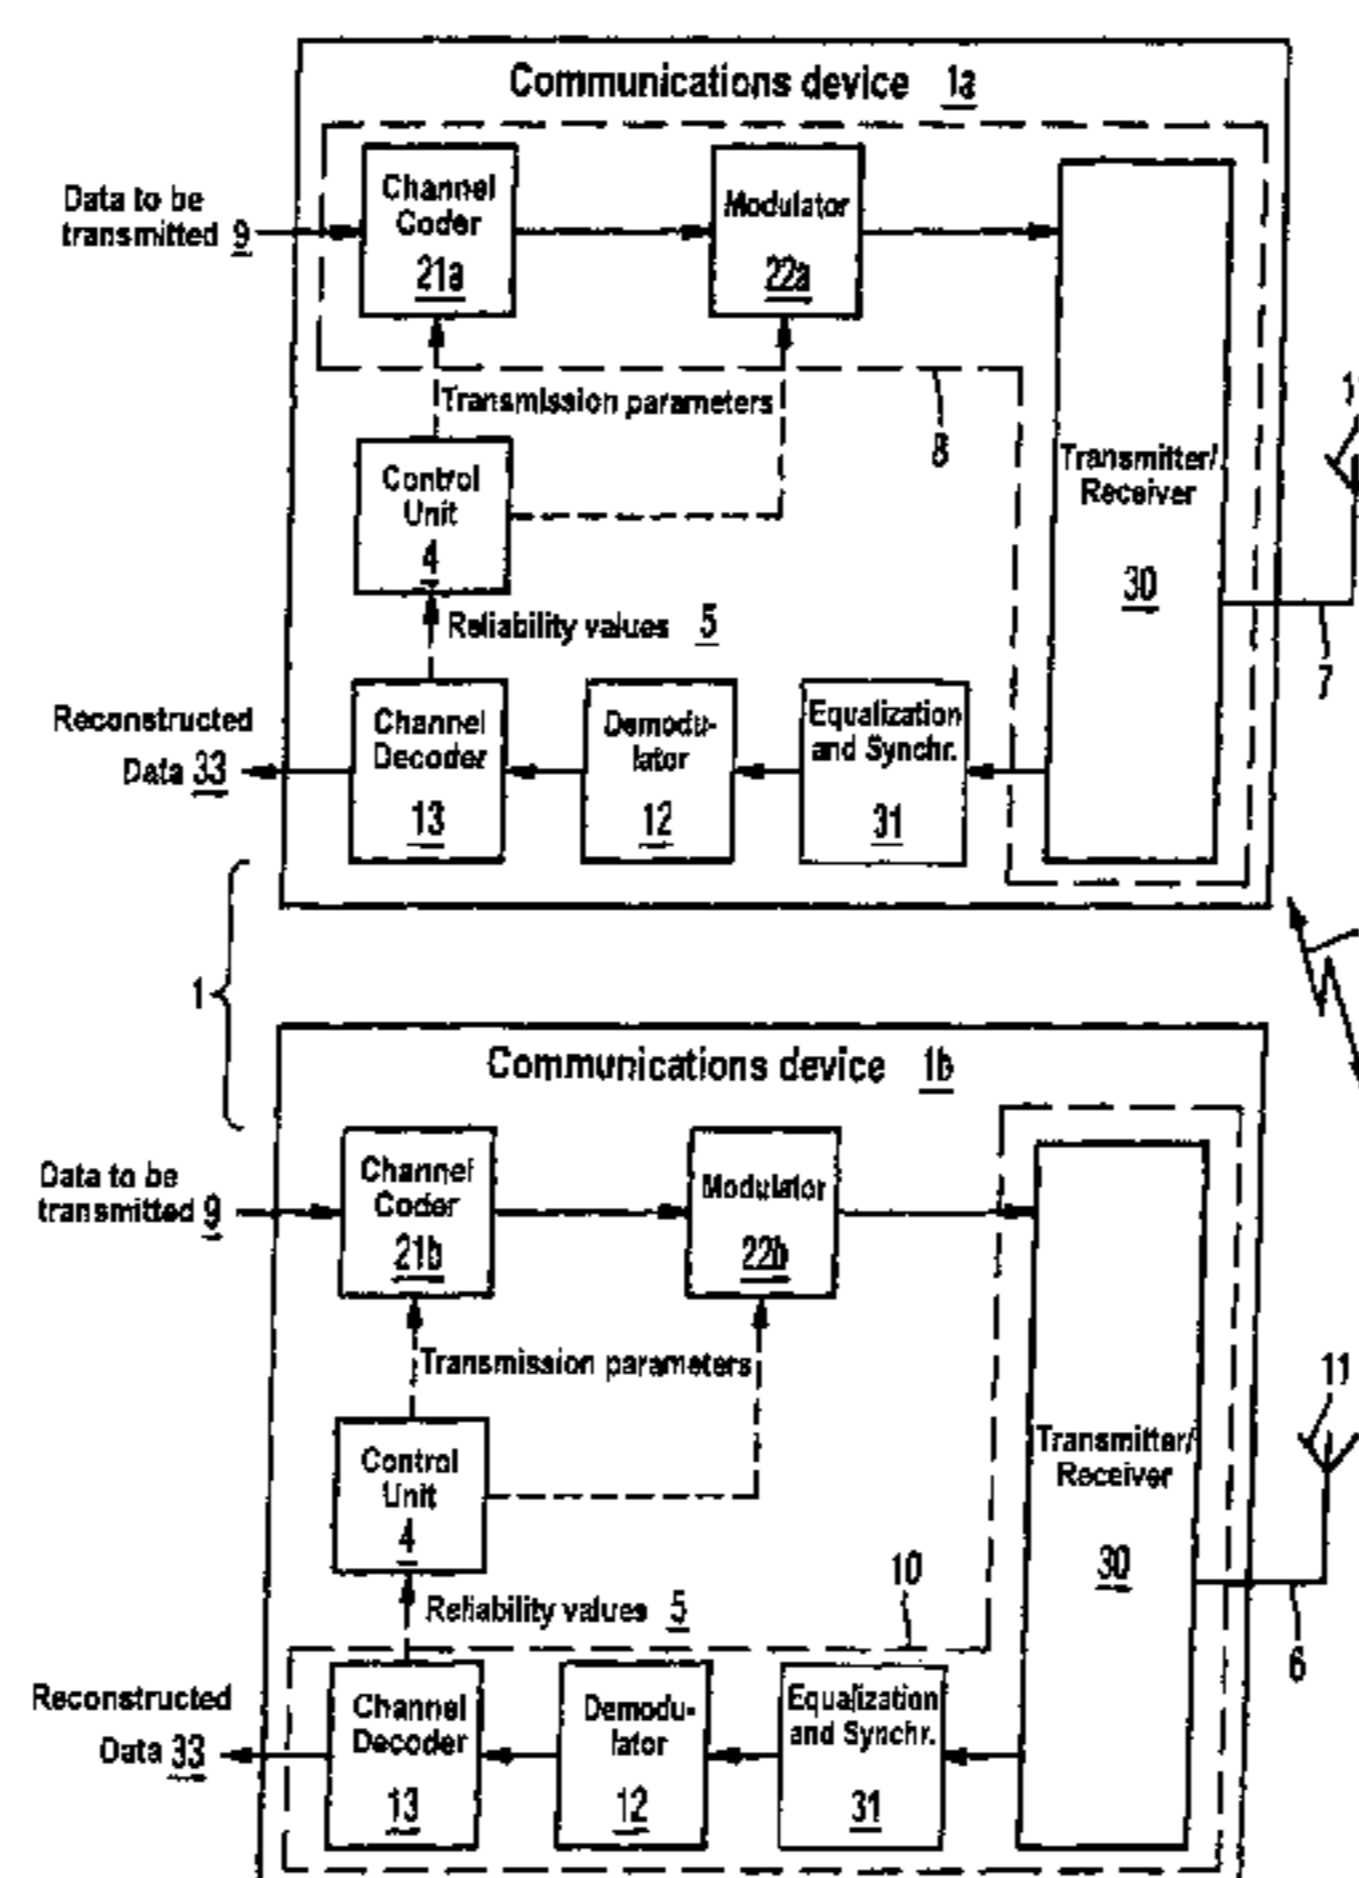 Communications device 1a
Data to be
transmitted 9
Channel
Coder
21a
Modulator
22a
Transmission parameters
8
Control
Unit
4
Transmitter/
Receiver
30
7
Reliability values 5
Reconstructed
Data 33
Channel
Decoder
13
Demodu-
lator
12
Equalization
and Synchr.
31
1
Communications device 1b
Data to be
transmitted 9
Channel
Coder
21b
Modulator
22b
Transmission parameters
11
Control
Unit
4
Transmitter/
Receiver
30
10
6
Reliability values 5
Reconstructed
Data 33
Channel
Decoder
13
Demodu-
lator
12
Equalization
and Synchr.
31